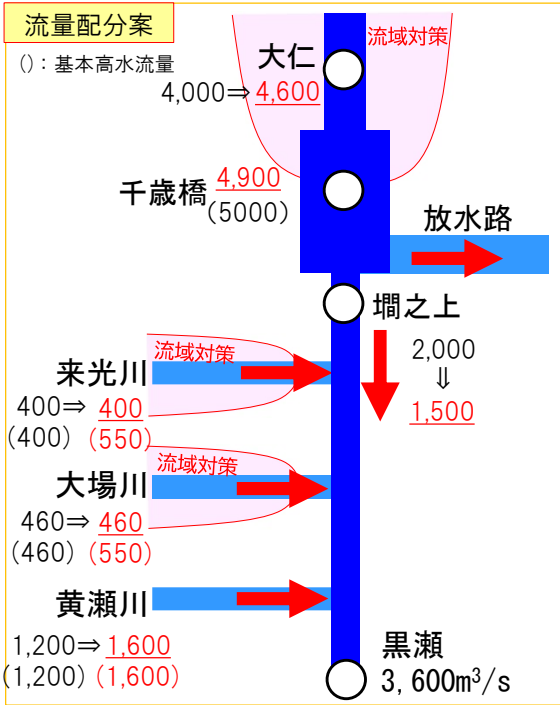 流量配分案
()：基本高水流量
流域対策
大仁
4,000⇒4,600
千歳橋 4,900
(5000)
放水路
墹之上
2,000
⇓
1,500
流域対策
来光川
400⇒ 400
(400) (550)
流域対策
大場川
460⇒ 460
(460) (550)
黄瀬川
1,200⇒1,600
(1,200) (1,600)
黒瀬
3,600m³/s